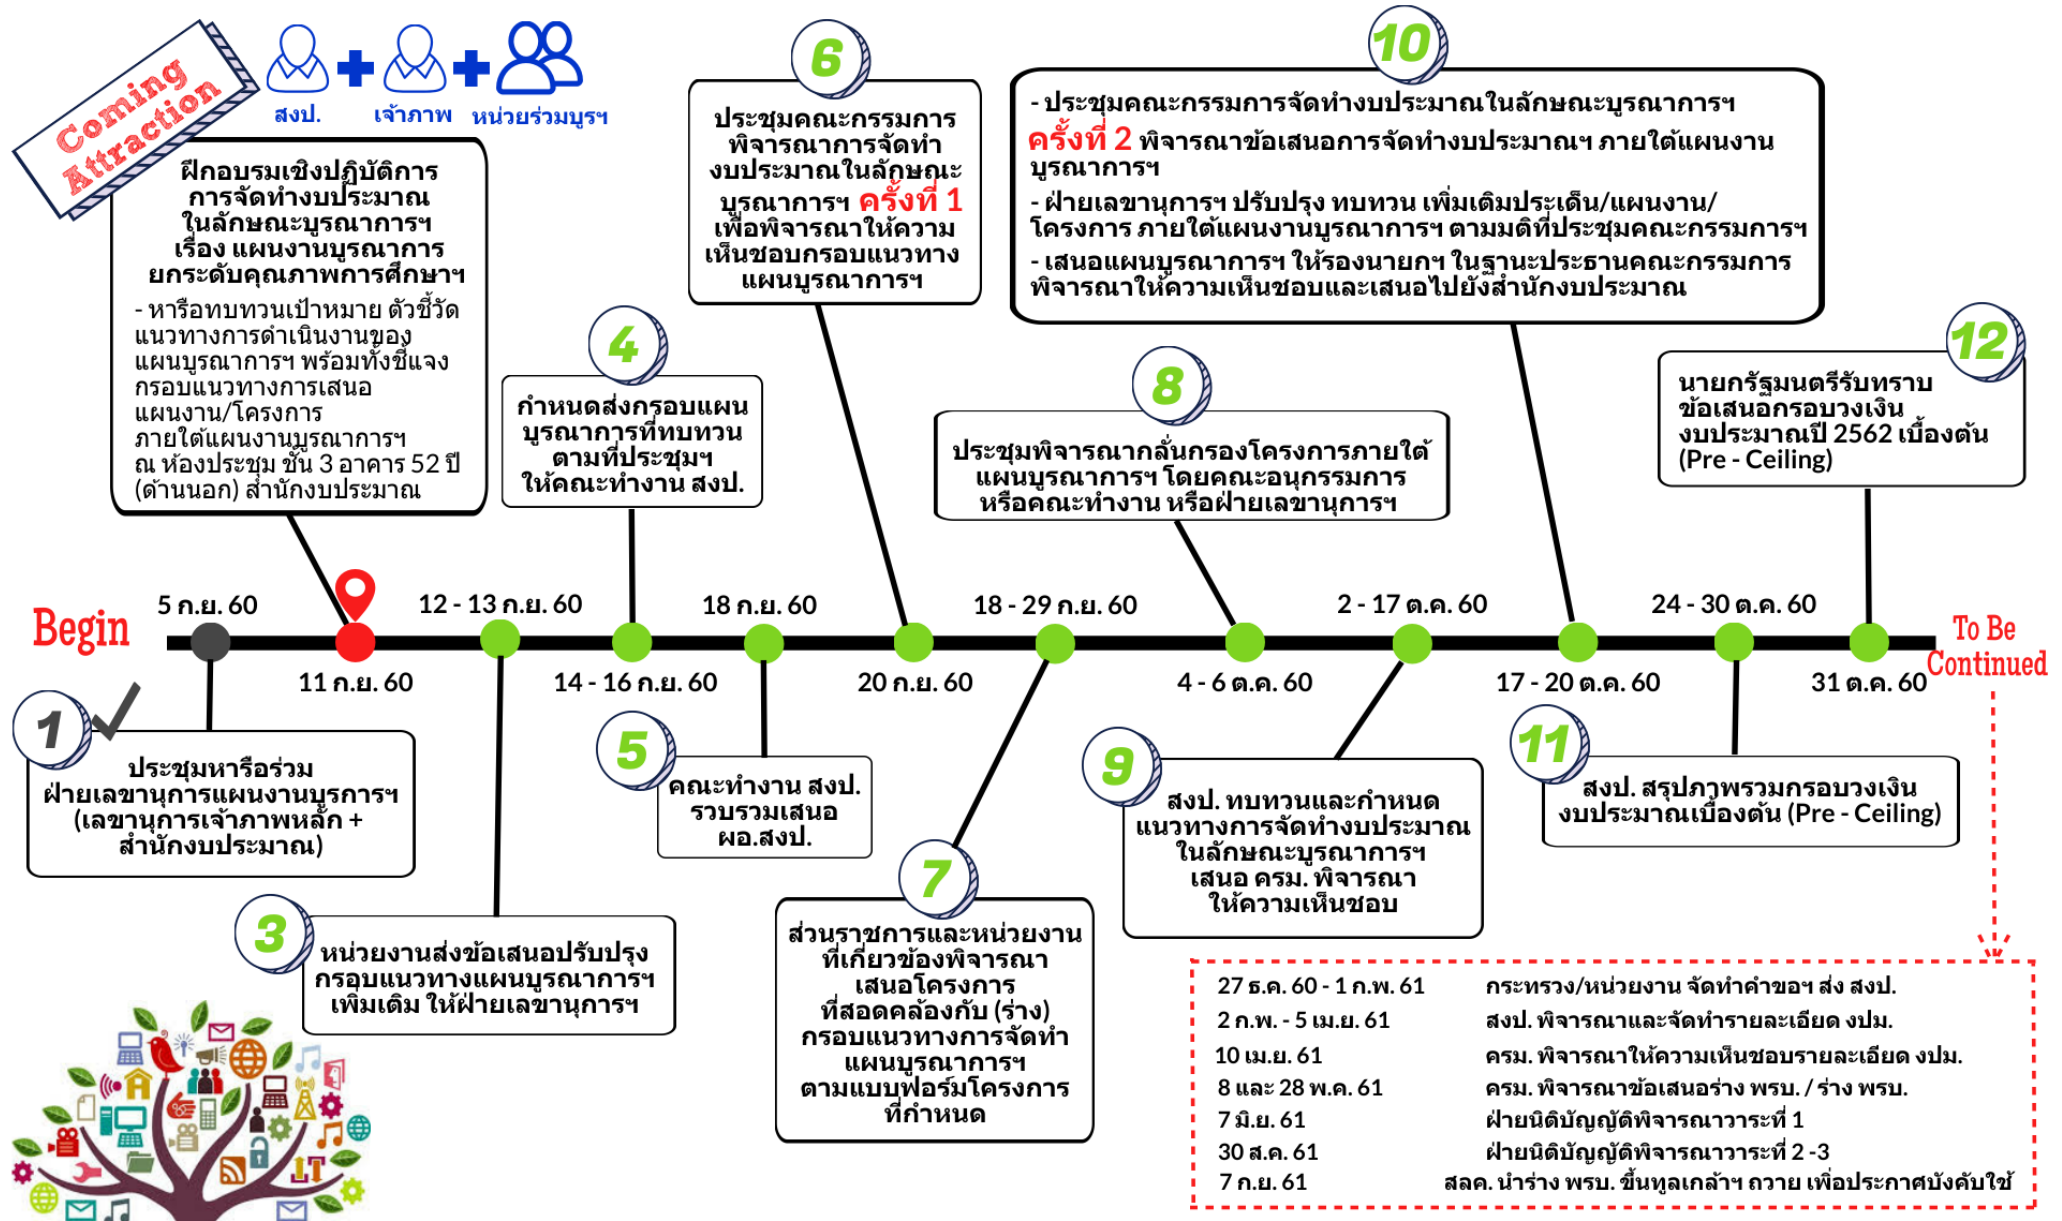 Coming
Attraction
สงป.
เจ้าภาพ
หน่วยร่วมบูรฯ
ฝึกอบรมเชิงปฏิบัติการ
การจัดทำงบประมาณ
ในลักษณะบูรณาการฯ
เรื่อง แผนงานบูรณาการ
ยกระดับคุณภาพการศึกษาฯ
- หารือทบทวนเป้าหมาย ตัวชี้วัด
แนวทางการดำเนินงานของ
แผนบูรณาการฯ พร้อมทั้งชี้แจง
กรอบแนวทางการเสนอ
แผนงาน/โครงการ
ภายใต้แผนงานบูรณาการฯ
ณ ห้องประชุม ชั้น 3 อาคาร 52 ปี
(ด้านนอก) สำนักงบประมาณ
4
กำหนดส่งกรอบแผน
บูรณาการที่ทบทวน
ตามที่ประชุมฯ
ให้คณะทำงาน สงป.
6
ประชุมคณะกรรมการ
พิจารณาการจัดทำ
งบประมาณในลักษณะ
บูรณาการฯ ครั้งที่ 1
เพื่อพิจารณาให้ความ
เห็นชอบกรอบแนวทาง
แผนบูรณาการฯ
8
ประชุมพิจารณากลั่นกรองโครงการภายใต้
แผนบูรณาการฯ โดยคณะอนุกรรมการ
หรือคณะทำงาน หรือฝ่ายเลขานุการฯ
10
- ประชุมคณะกรรมการจัดทำงบประมาณในลักษณะบูรณาการฯ
ครั้งที่ 2 พิจารณาข้อเสนอการจัดทำงบประมาณฯ ภายใต้แผนงาน
บูรณาการฯ
- ฝ่ายเลขานุการฯ ปรับปรุง ทบทวน เพิ่มเติมประเด็น/แผนงาน/
โครงการ ภายใต้แผนงานบูรณาการฯ ตามมติที่ประชุมคณะกรรมการฯ
- เสนอแผนบูรณาการฯ ให้รองนายกฯ ในฐานะประธานคณะกรรมการ
พิจารณาให้ความเห็นชอบและเสนอไปยังสำนักงบประมาณ
12
นายกรัฐมนตรีรับทราบ
ข้อเสนอกรอบวงเงิน
งบประมาณปี 2562 เบื้องต้น
(Pre - Ceiling)
Begin
5 ก.ย. 60
11 ก.ย. 60
12 - 13 ก.ย. 60
14 - 16 ก.ย. 60
18 ก.ย. 60
20 ก.ย. 60
18 - 29 ก.ย. 60
4 - 6 ต.ค. 60
2 - 17 ต.ค. 60
17 - 20 ต.ค. 60
24 - 30 ต.ค. 60
31 ต.ค. 60
To Be
Continued
1
ประชุมหารือร่วม
ฝ่ายเลขานุการแผนงานบูรการฯ
(เลขานุการเจ้าภาพหลัก +
สำนักงบประมาณ)
3
หน่วยงานส่งข้อเสนอปรับปรุง
กรอบแนวทางแผนบูรณาการฯ
เพิ่มเติม ให้ฝ่ายเลขานุการฯ
5
คณะทำงาน สงป.
รวบรวมเสนอ
ผอ.สงป.
7
ส่วนราชการและหน่วยงาน
ที่เกี่ยวข้องพิจารณา
เสนอโครงการ
ที่สอดคล้องกับ (ร่าง)
กรอบแนวทางการจัดทำ
แผนบูรณาการฯ
ตามแบบฟอร์มโครงการ
ที่กำหนด
9
สงป. ทบทวนและกำหนด
แนวทางการจัดทำงบประมาณ
ในลักษณะบูรณาการฯ
เสนอ ครม. พิจารณา
ให้ความเห็นชอบ
11
สงป. สรุปภาพรวมกรอบวงเงิน
งบประมาณเบื้องต้น (Pre - Ceiling)
27 ธ.ค. 60 - 1 ก.พ. 61 กระทรวง/หน่วยงาน จัดทำคำขอฯ ส่ง สงป.
2 ก.พ. - 5 เม.ย. 61 สงป. พิจารณาและจัดทำรายละเอียด งปม.
10 เม.ย. 61 ครม. พิจารณาให้ความเห็นชอบรายละเอียด งปม.
8 และ 28 พ.ค. 61 ครม. พิจารณาข้อเสนอร่าง พรบ. / ร่าง พรบ.
7 มิ.ย. 61 ฝ่ายนิติบัญญัติพิจารณาวาระที่ 1
30 ส.ค. 61 ฝ่ายนิติบัญญัติพิจารณาวาระที่ 2 -3
7 ก.ย. 61 สลค. นำร่าง พรบ. ขึ้นทูลเกล้าฯ ถวาย เพื่อประกาศบังคับใช้